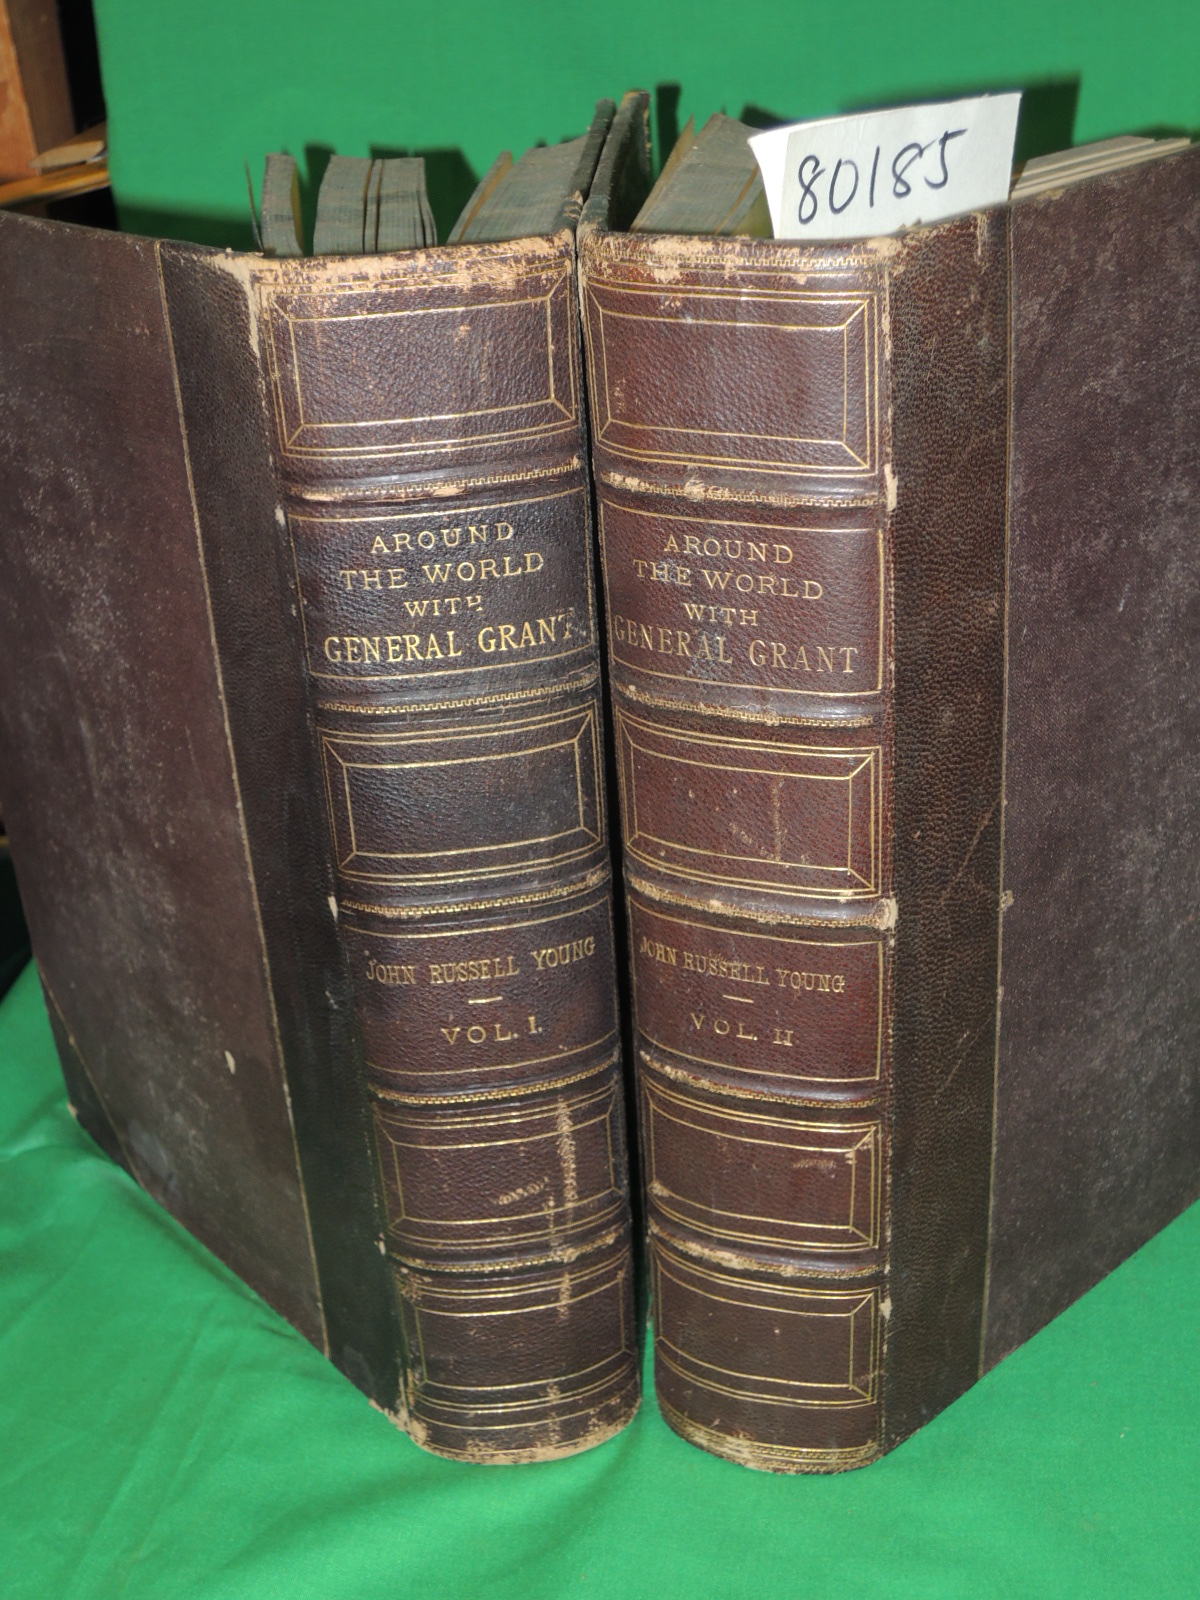 80185
AROUND
THE WORLD
WITH
GENERAL GRANT.
JOHN RUSSELL YOUNG
VOL. I.
AROUND
THE WORLD
WITH
GENERAL GRANT
JOHN RUSSELL YOUNG
VOL. II